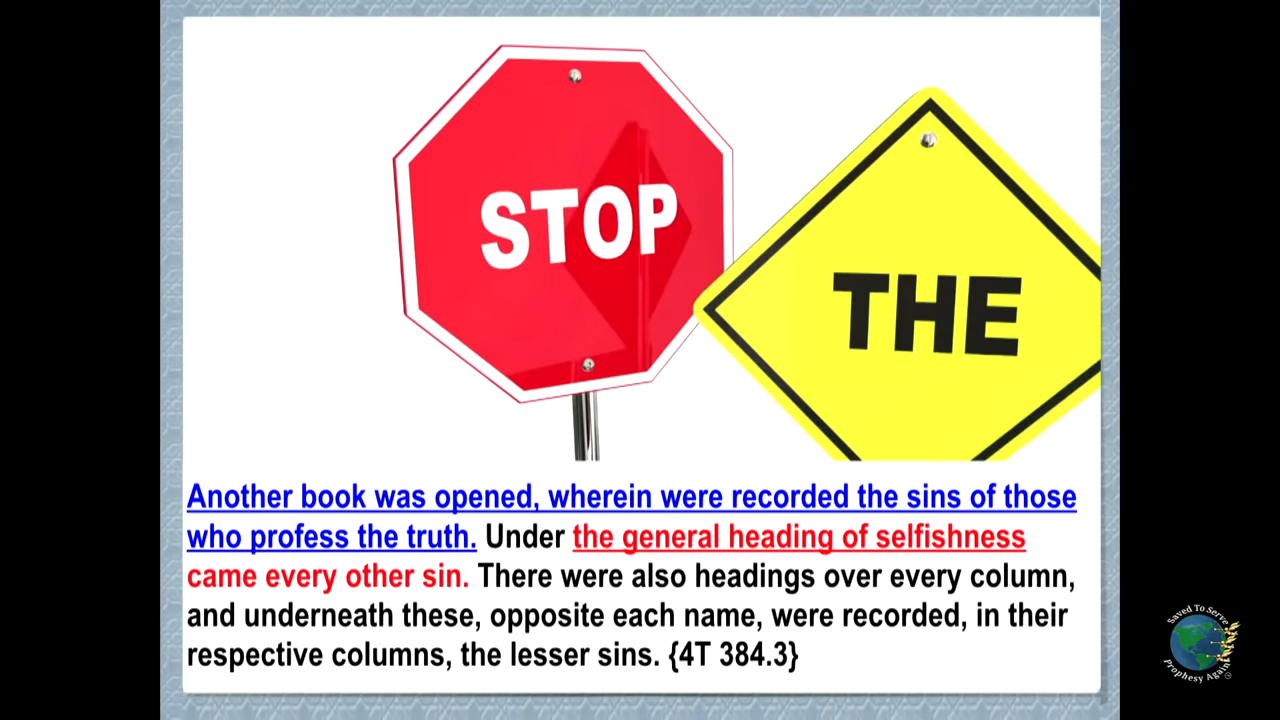 STOP
THE
Another book was opened, wherein were recorded the sins of those
who profess the truth. Under the general heading of selfishness
came every other sin. There were also headings over every column,
and underneath these, opposite each name, were recorded, in their
respective columns, the lesser sins. {4T 384.3}
Saved To Serve
Prophesy Again